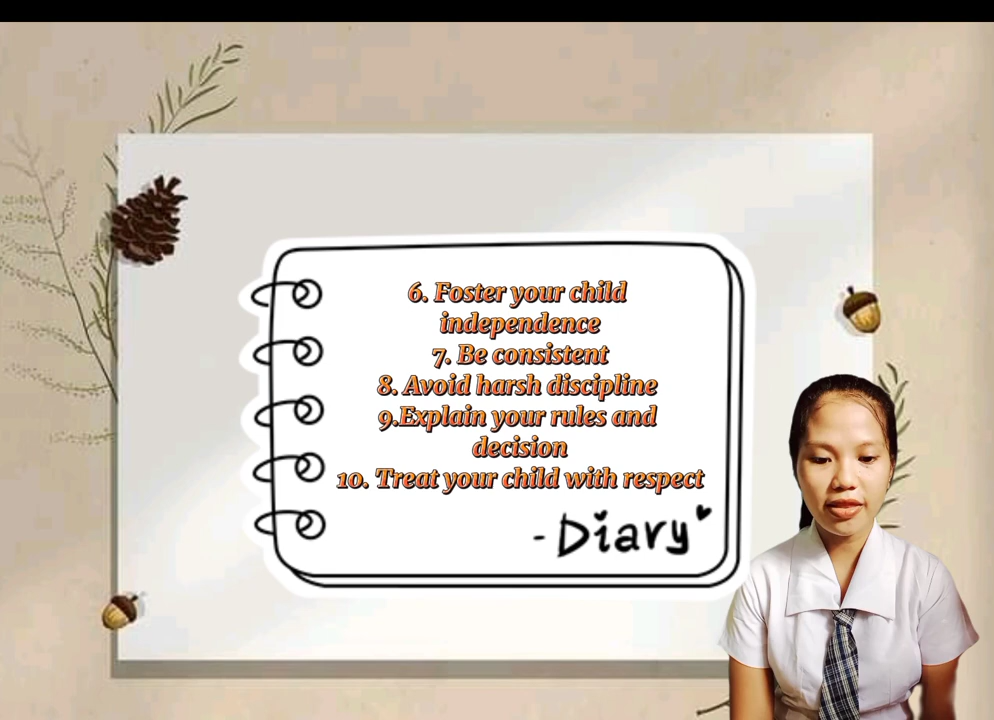 6. Foster your child
independence
7. Be consistent
8. Avoid harsh discipline
9.Explain your rules and
decision
10. Treat your child with respect
- Diary